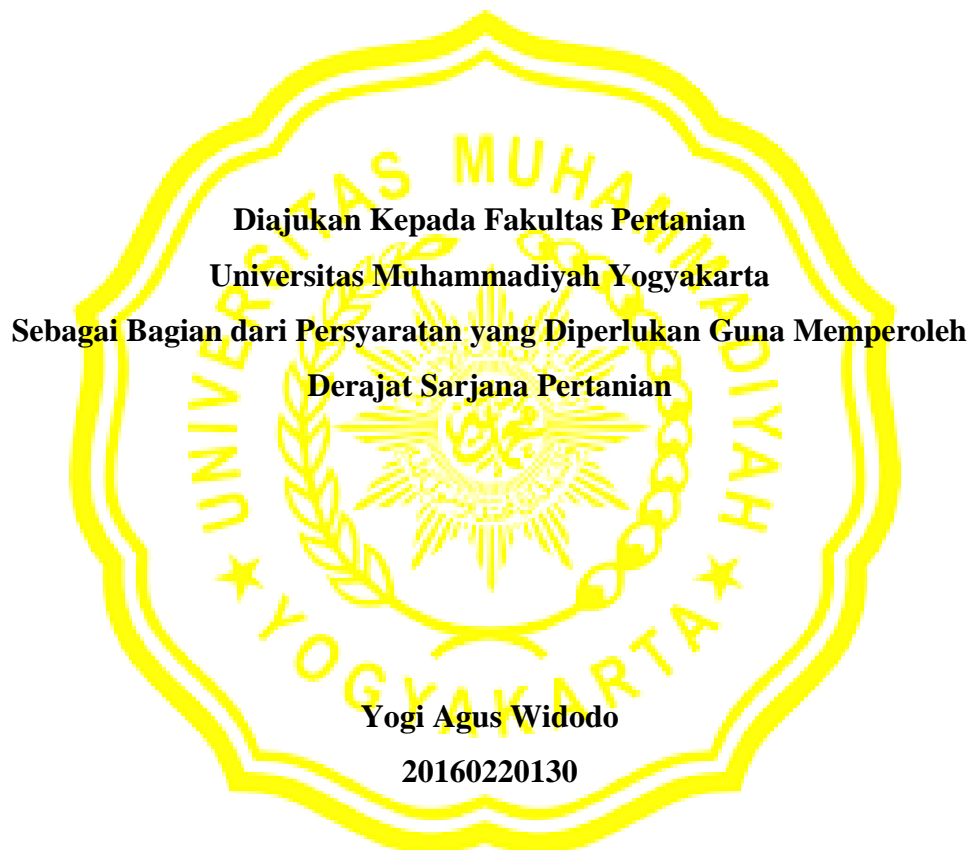 UNIVERSITAS MUHAMMADIYAH
Diajukan Kepada Fakultas Pertanian
Universitas Muhammadiyah Yogyakarta
Sebagai Bagian dari Persyaratan yang Diperlukan Guna Memperoleh
Derajat Sarjana Pertanian
★ YOGYAKARTA ★
Yogi Agus Widodo
20160220130